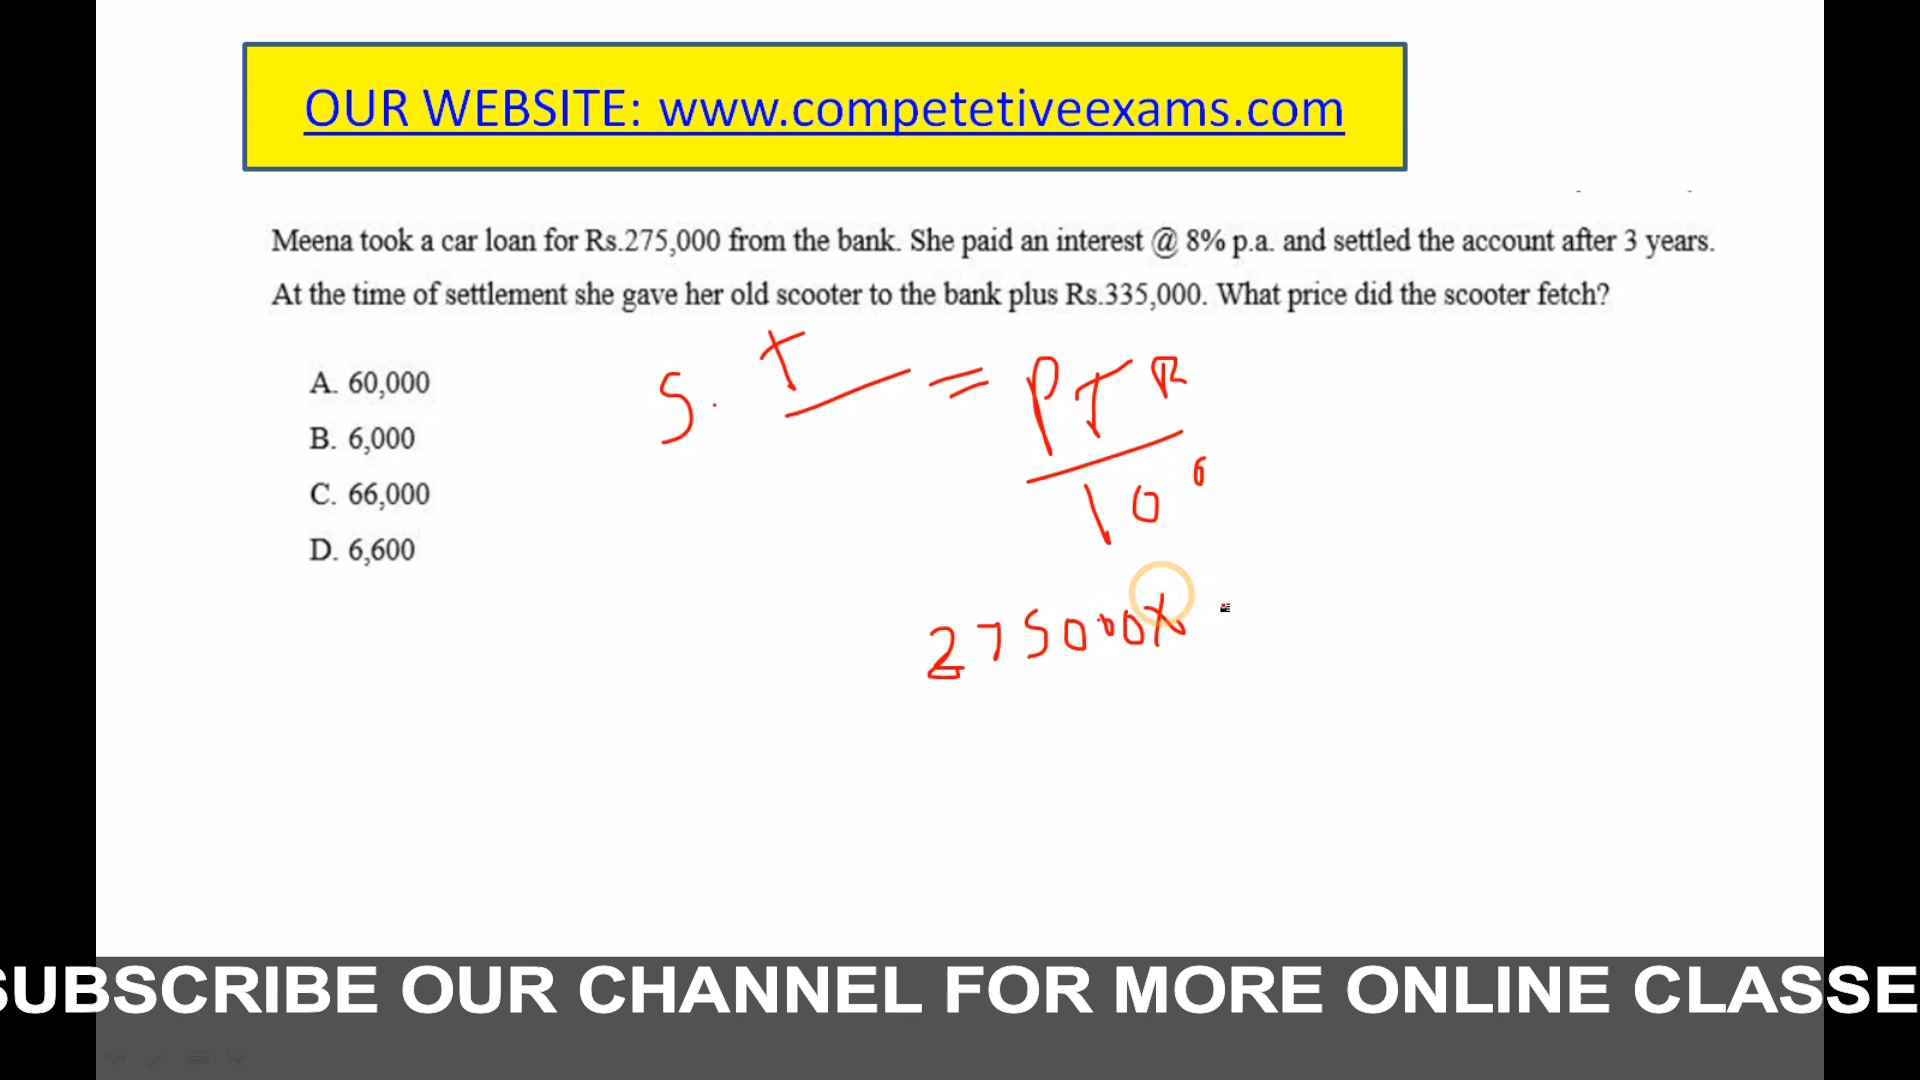 OUR WEBSITE: www.competetiveexams.com
Meena took a car loan for Rs.275,000 from the bank. She paid an interest @ 8% p.a. and settled the account after 3 years.
At the time of settlement she gave her old scooter to the bank plus Rs.335,000. What price did the scooter fetch?
A. 60,000
B. 6,000
C. 66,000
D. 6,600
S. I = PTR
100
275000X
SUBSCRIBE OUR CHANNEL FOR MORE ONLINE CLASSE